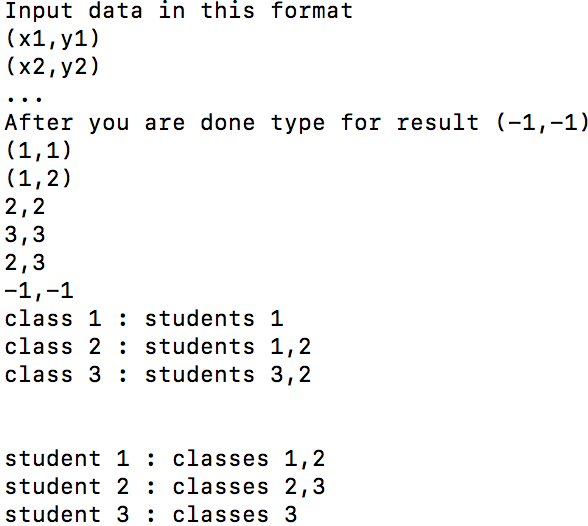 Input data in this format
(x1,y1)
(x2,y2)
...
After you are done type for result (-1,-1)
(1,1)
(1,2)
2,2
3,3
2,3
-1,-1
class 1 : students 1
class 2 : students 1,2
class 3 : students 3,2
student 1 : classes 1,2
student 2 : classes 2,3
student 3 : classes 3